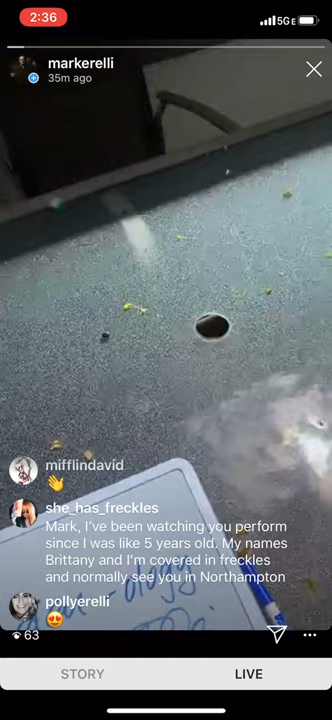 2:36
5GE
markerelli
35m ago
mifflindavid
👋
she_has_freckles
Mark, I've been watching you perform
since I was like 5 years old. My names
Brittany and I'm covered in freckles
and normally see you in Northampton
pollyerelli
😍
63
STORY
LIVE